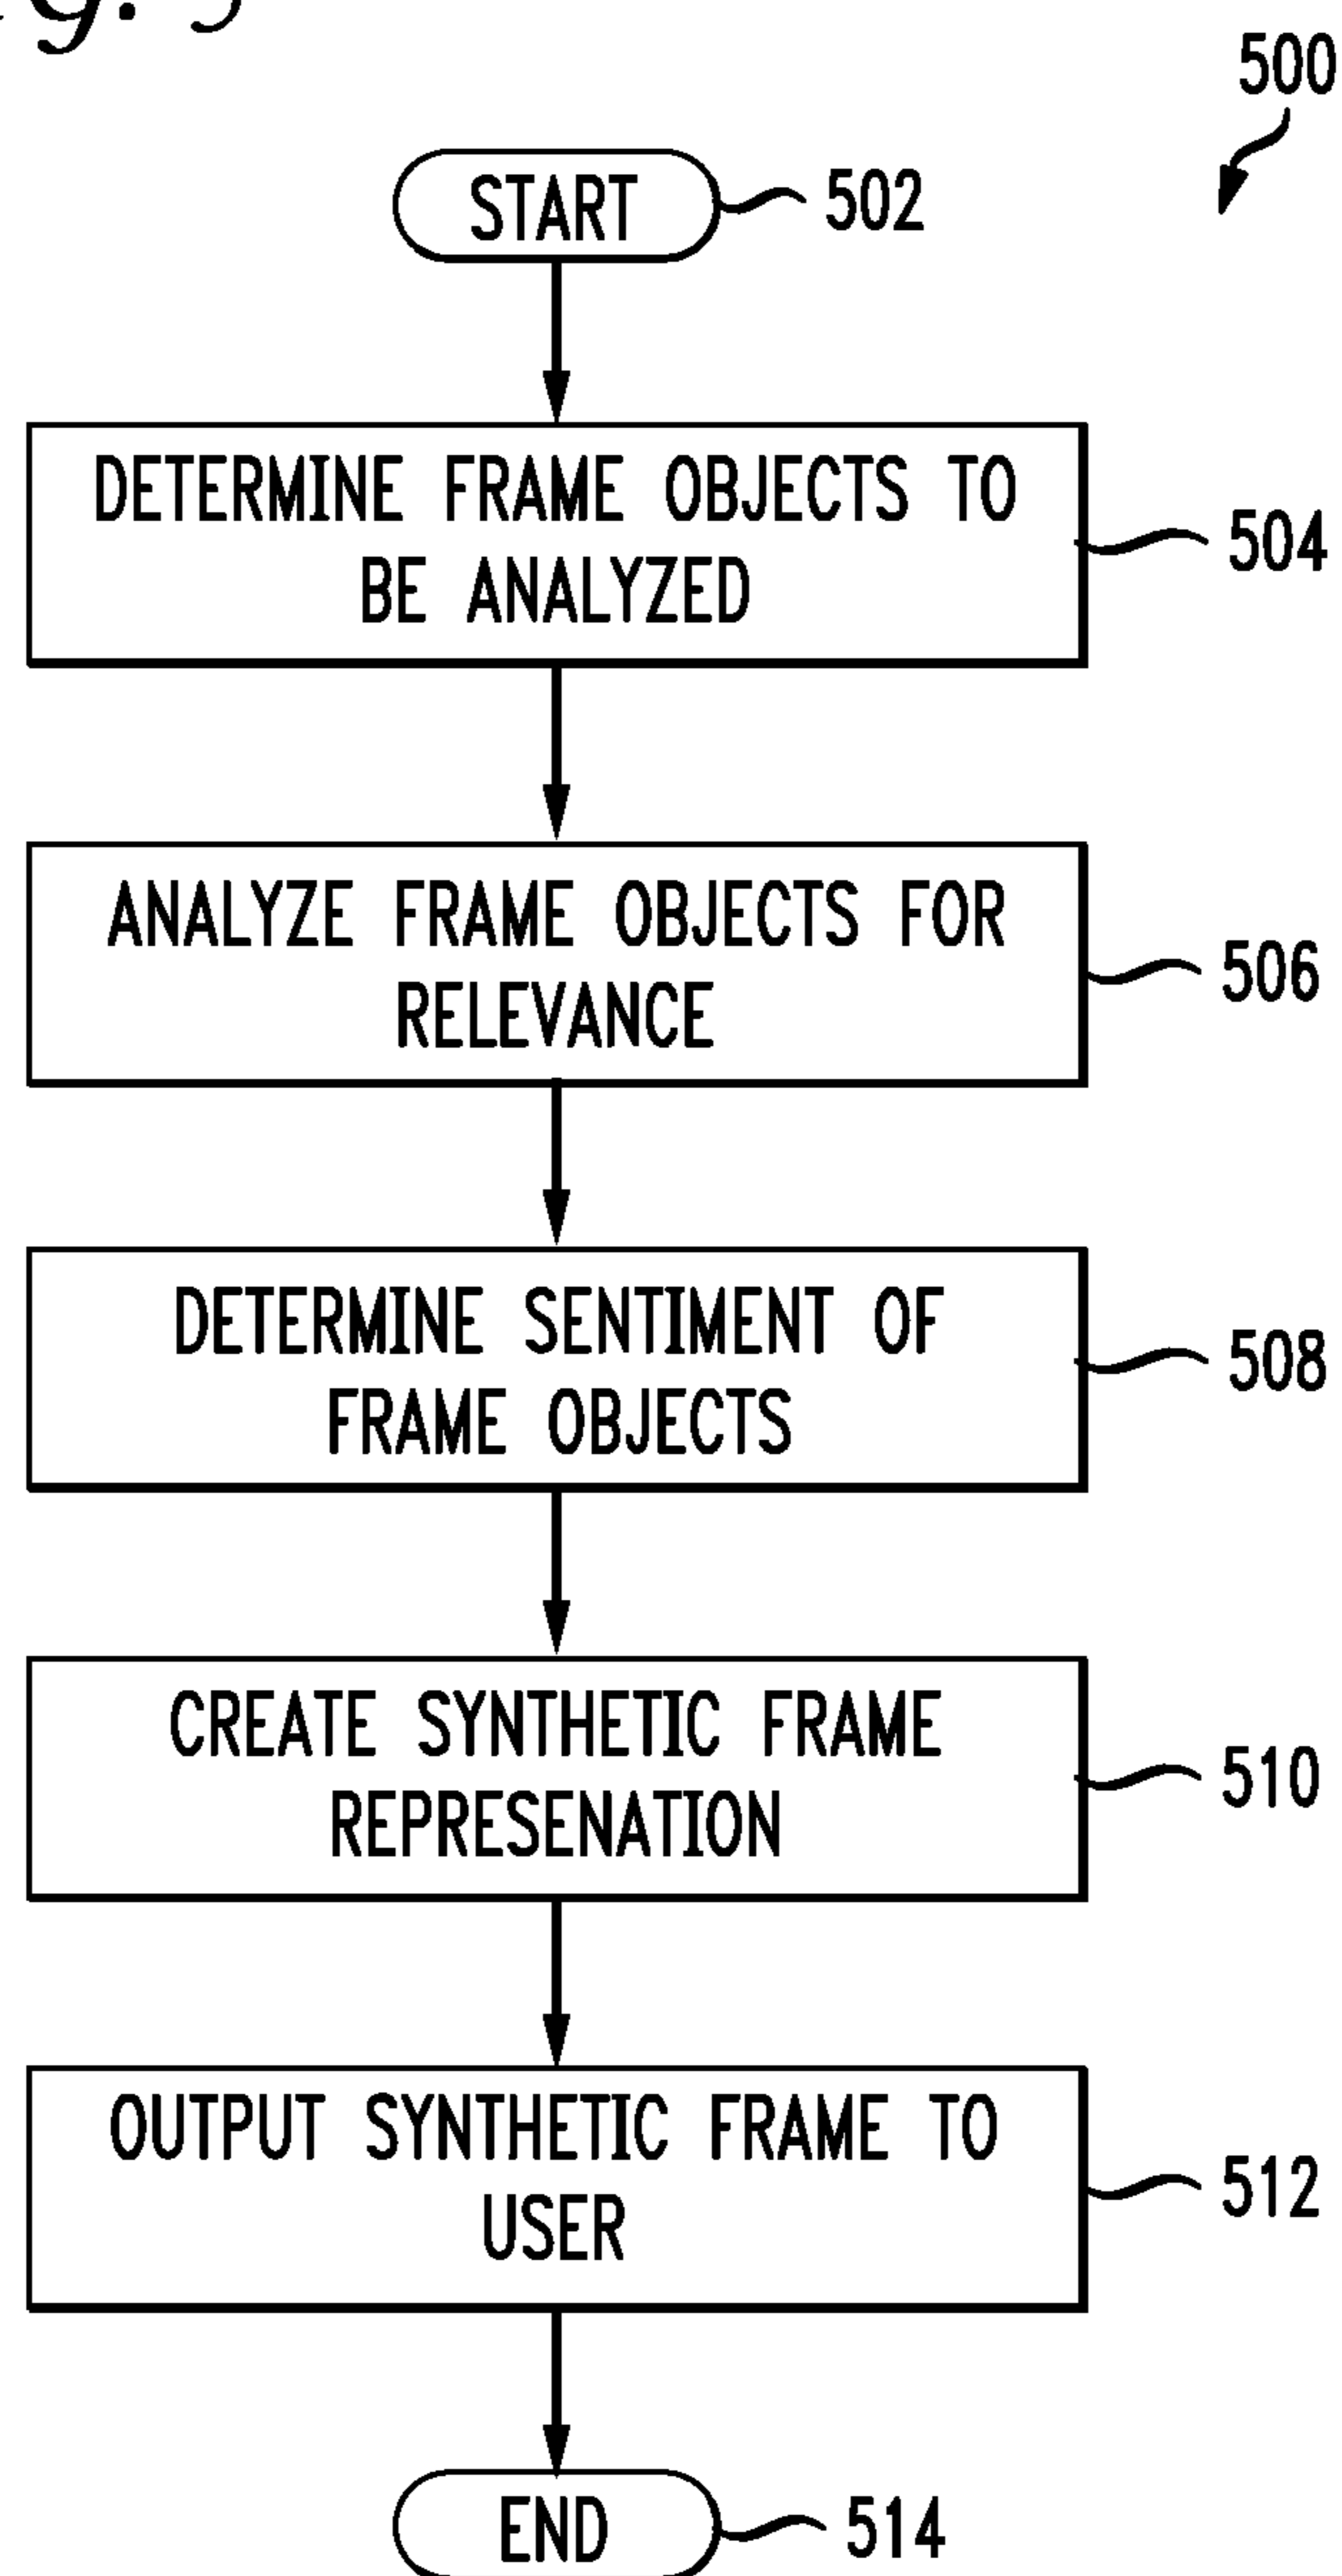 500
START
502
DETERMINE FRAME OBJECTS TO
BE ANALYZED
504
ANALYZE FRAME OBJECTS FOR
RELEVANCE
506
DETERMINE SENTIMENT OF
FRAME OBJECTS
508
CREATE SYNTHETIC FRAME
REPRESENATION
510
OUTPUT SYNTHETIC FRAME TO
USER
512
END
514